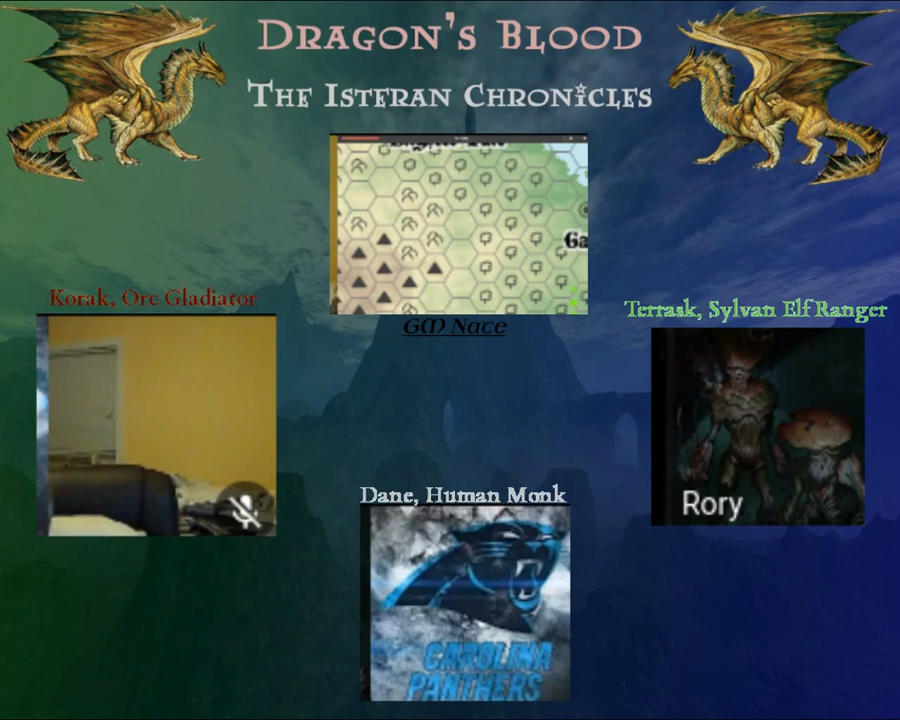 Dragon's Blood
The Isteran Chronicles
Ga
GM Nate
Korak, Orc Gladiator
Terrask, Sylvan Elf Ranger
Rory
Dane, Human Monk
CAROLINA
PANTHERS